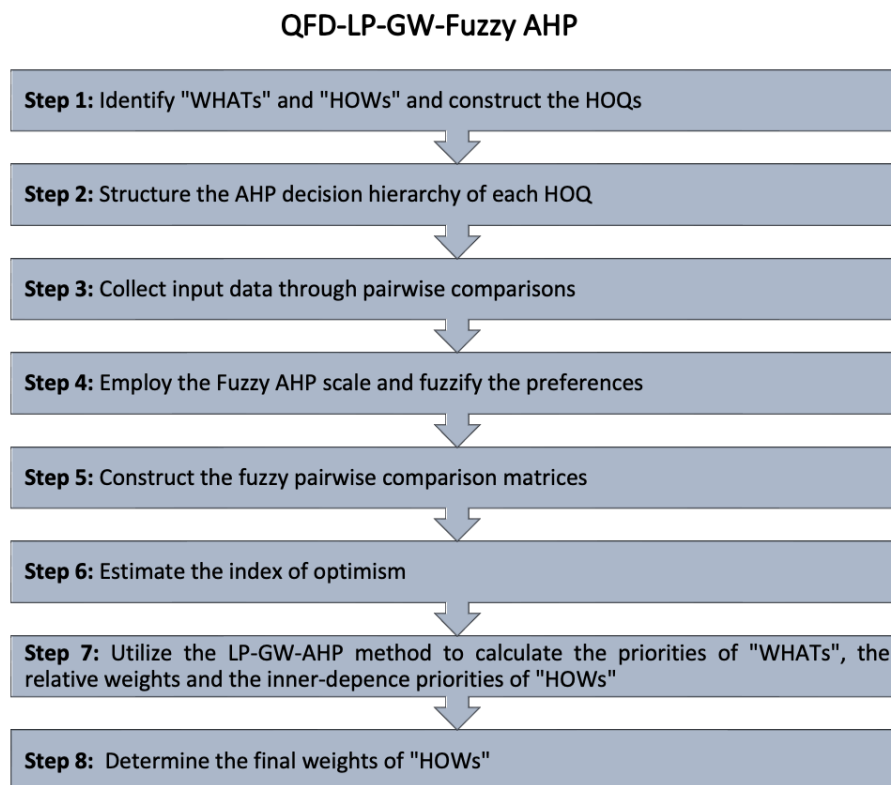 QFD-LP-GW-Fuzzy AHP
Step 1: Identify "WHATs" and "HOWs" and construct the HOQs
Step 2: Structure the AHP decision hierarchy of each HOQ
Step 3: Collect input data through pairwise comparisons
Step 4: Employ the Fuzzy AHP scale and fuzzify the preferences
Step 5: Construct the fuzzy pairwise comparison matrices
Step 6: Estimate the index of optimism
Step 7: Utilize the LP-GW-AHP method to calculate the priorities of "WHATs", the
relative weights and the inner-depence priorities of "HOWs"
Step 8: Determine the final weights of "HOWs"